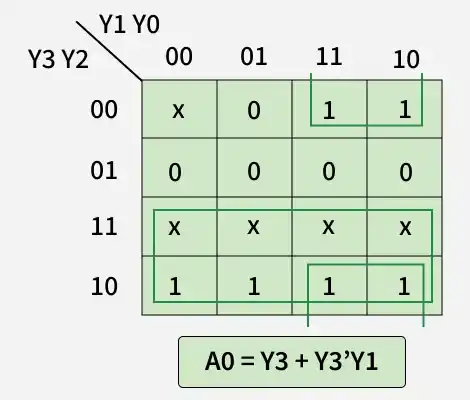 Y1 Y0
Y3 Y2 00 01 11 10
00 x 0 1 1
01 0 0 0 0
11 x x x x
10 1 1 1 1
A0 = Y3 + Y3’Y1